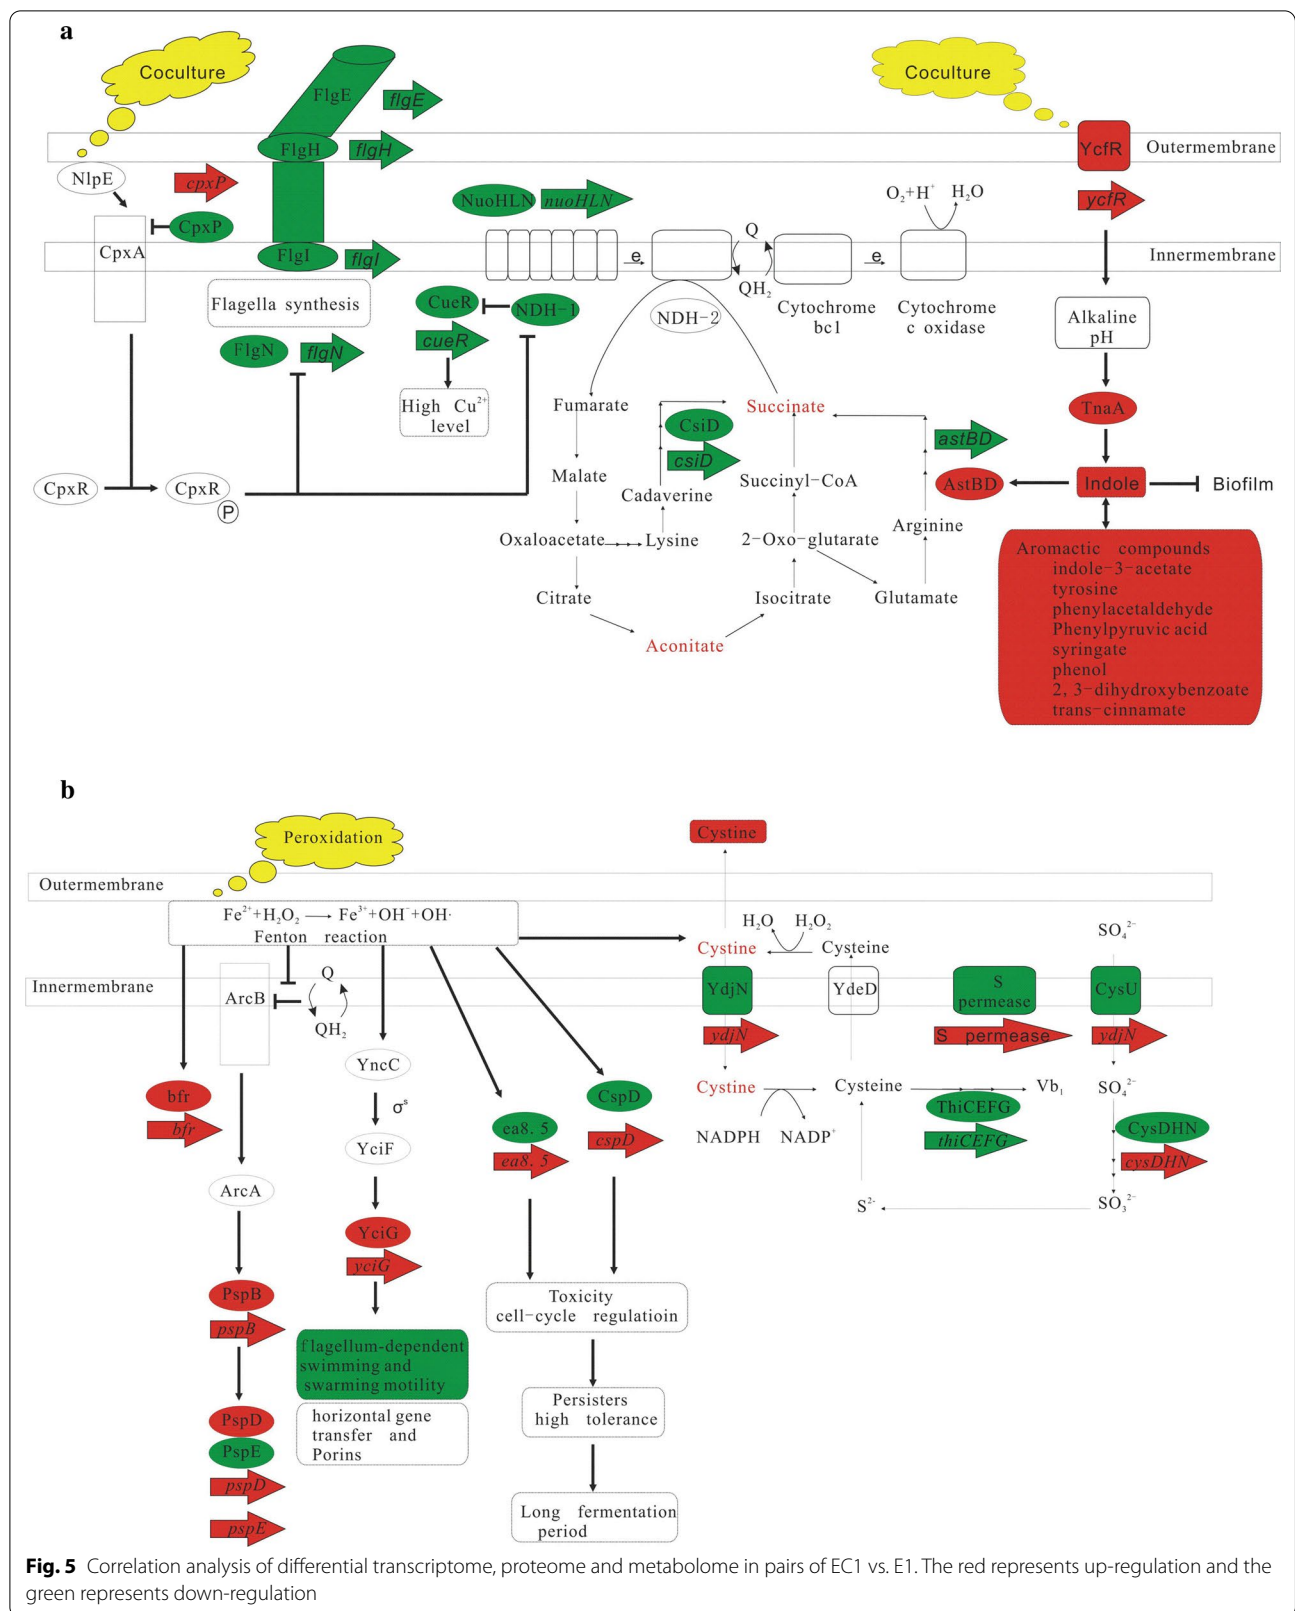 a
Coculture
FlgE
flgE
Coculture
FlgH
flgH
YcfR
Outermembrane
NlpE
cpxP
NuoHLN
nuoHLN
O₂+H⁺
H₂O
ycfR
CpxP
CpxA
Q
FlgI
flgI
e
e
Innermembrane
QH₂
Flagella synthesis
CueR
NDH-1
NDH-2
Cytochrome
bc1
Cytochrome
c oxidase
Alkaline
pH
FlgN
flgN
cueR
High Cu²⁺
level
Fumarate
Succinate
TnaA
CsiD
astBD
csiD
Malate
Succinyl-CoA
CpxR
CpxR
P
Cadaverine
AstBD
Indole
Biofilm
Arginine
Oxaloacetate
Lysine
2-Oxo-glutarate
Citrate
Isocitrate
Glutamate
Aconitate
Aromactic compounds
indole-3-acetate
tyrosine
phenylacetaldehyde
Phenylpyruvic acid
syringate
phenol
2, 3-dihydroxybenzoate
trans-cinnamate
b
Peroxidation
Cystine
Outermembrane
Fe²⁺+H₂O₂ → Fe³⁺+OH⁻+OH·
Fenton reaction
H₂O
H₂O₂
Cystine
Cysteine
SO₄²⁻
Innermembrane
ArcB
Q
QH₂
YdjN
YdeD
S
permease
CysU
ydjN
S permease
ydjN
YncC
bfr
bfr
σˢ
CspD
cspD
ea8. 5
ea8. 5
Cystine
Cysteine
Vb₁
SO₄²⁻
NADPH
NADP⁺
ThiCEFG
thiCEFG
CysDHN
cysDHN
YciF
ArcA
S²⁻
SO₃²⁻
YciG
yciG
PspB
pspB
Toxicity
cell-cycle regulatioin
flagellum-dependent
swimming and
swarming motility
Persisters
high tolerance
PspD
PspE
horizontal gene
transfer and
Porins
pspD
pspE
Long fermentation
period
Fig. 5 Correlation analysis of differential transcriptome, proteome and metabolome in pairs of EC1 vs. E1. The red represents up-regulation and the
green represents down-regulation